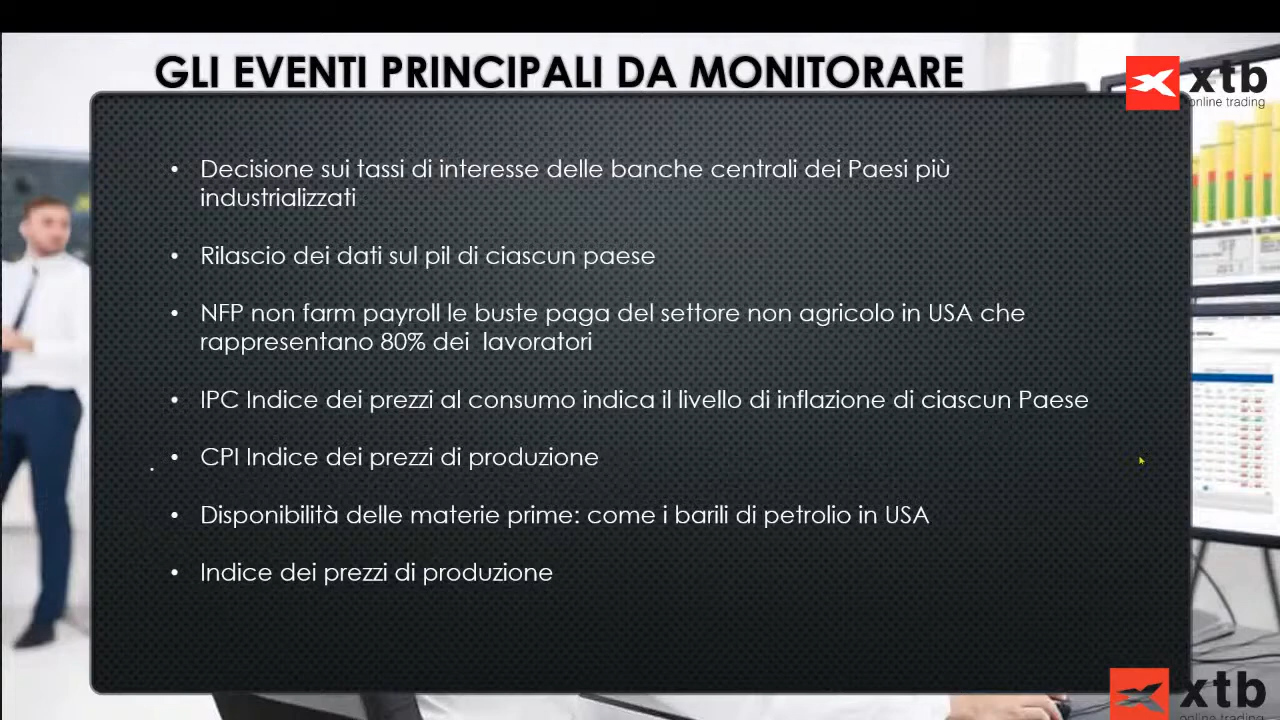 GLI EVENTI PRINCIPALI DA MONITORARE
xtb
online trading
• Decisione sui tassi di interesse delle banche centrali dei Paesi più
industrializzati
• Rilascio dei dati sul pil di ciascun paese
• NFP non farm payroll le buste paga del settore non agricolo in USA che
rappresentano 80% dei  lavoratori
• IPC Indice dei prezzi al consumo indica il livello di inflazione di ciascun Paese
• CPI Indice dei prezzi di produzione
• Disponibilità delle materie prime: come i barili di petrolio in USA
• Indice dei prezzi di produzione
xtb
online trading